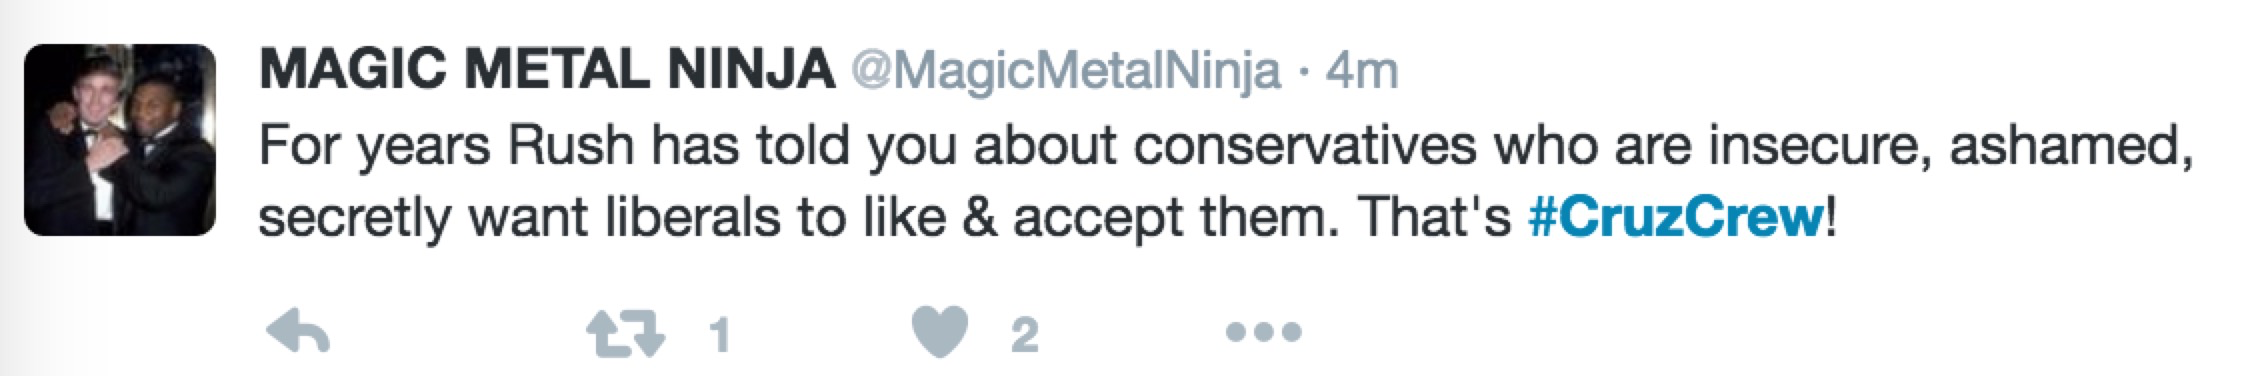 MAGIC METAL NINJA @MagicMetalNinja · 4m
For years Rush has told you about conservatives who are insecure, ashamed,
secretly want liberals to like & accept them. That's #CruzCrew!
1 2